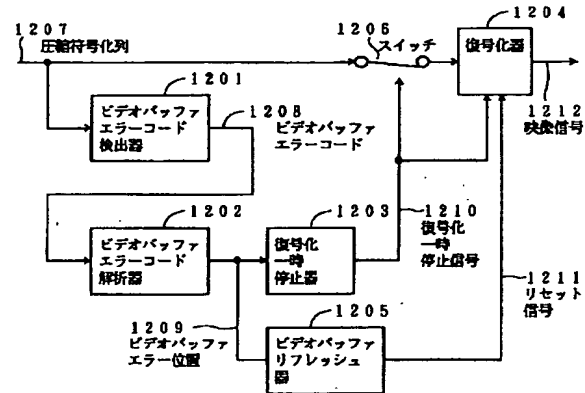 1207
圧縮符号化列
1206
スイッチ
1204
復号化器
1212
映像信号
1201
ビデオバッファ
エラーコード
検出器
1208
ビデオバッファ
エラーコード
1202
ビデオバッファ
エラーコード
解析器
1203
復号化
一時
停止器
1210
復号化
一時
停止信号
1211
リセット
信号
1209
ビデオバッファ
エラー位置
1205
ビデオバッファ
リフレッシュ
器